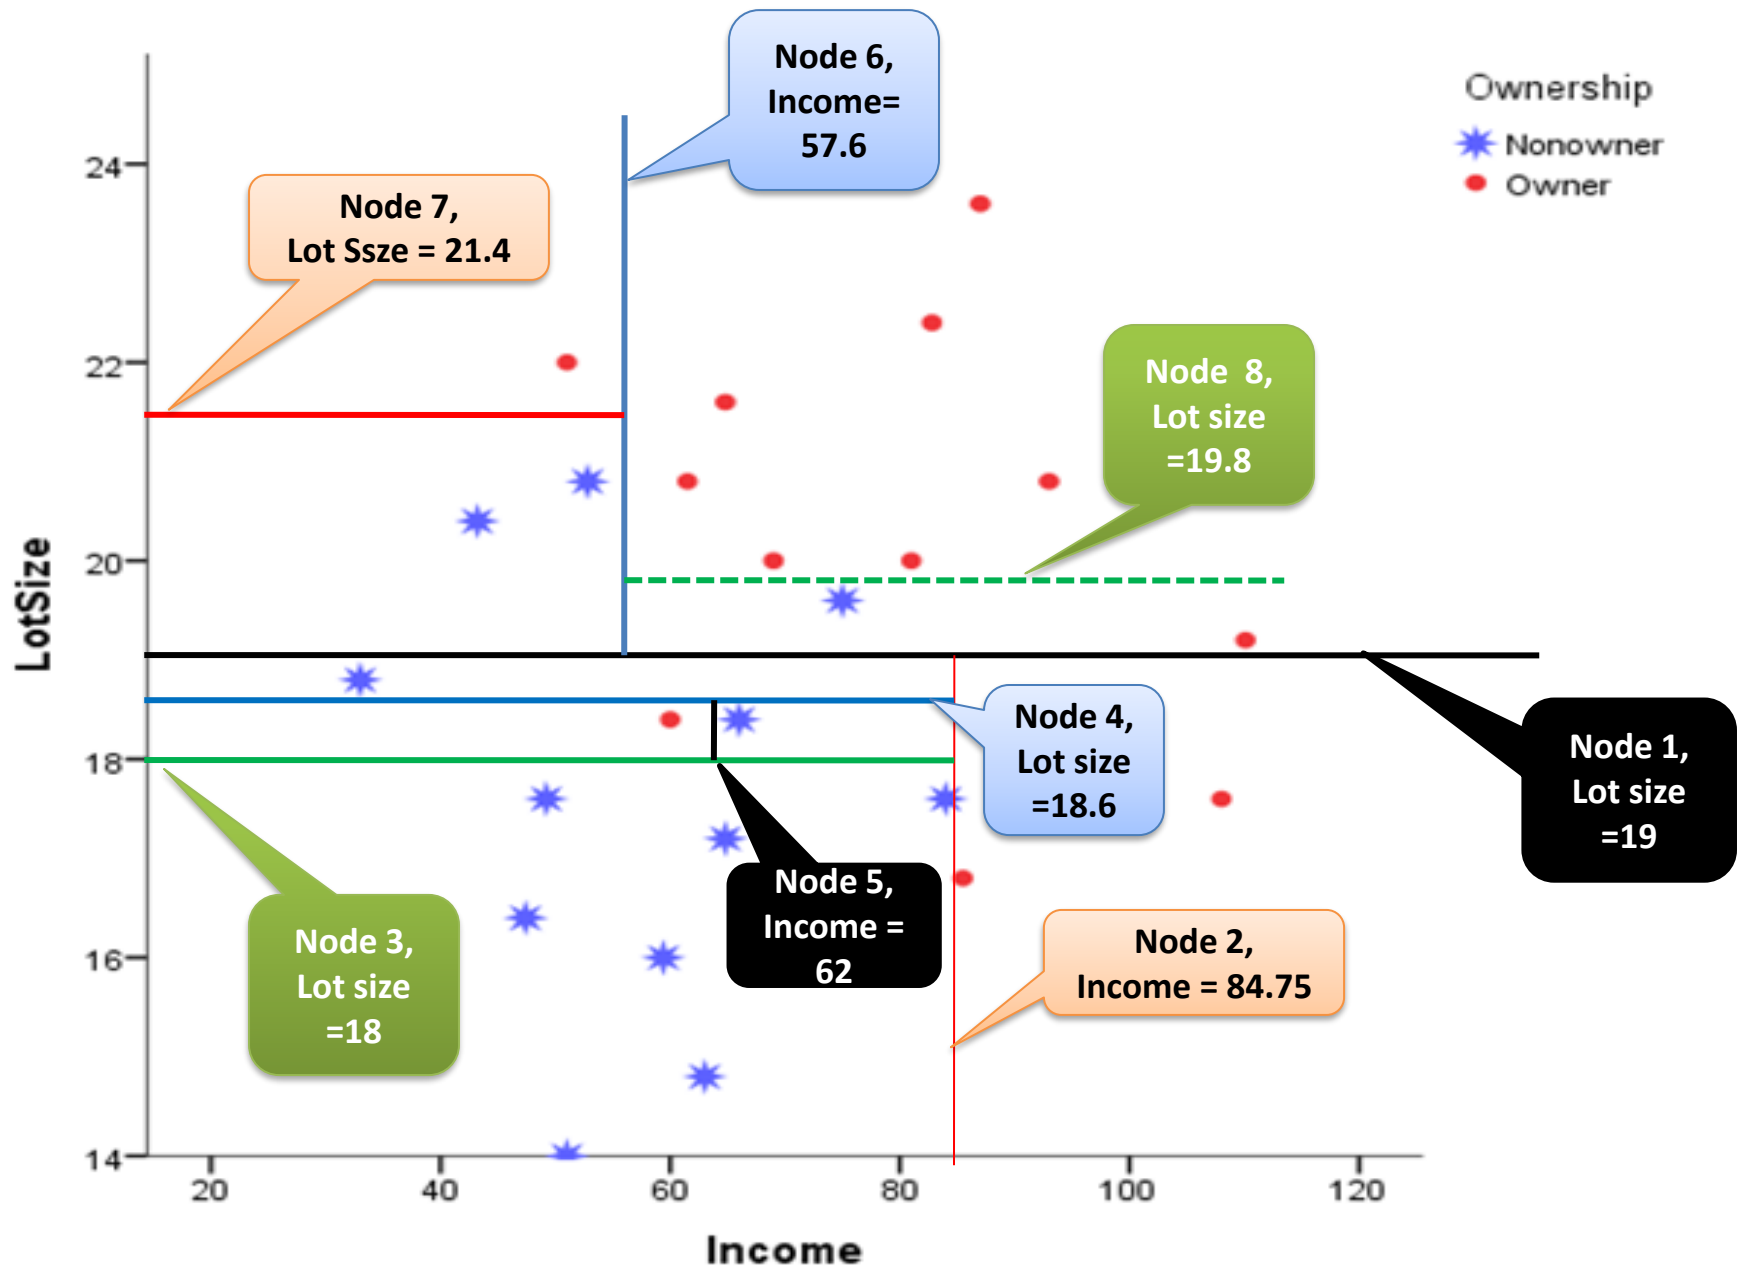 Node 6,
Income=
57.6
Ownership
Nonowner
Owner
Node 7,
Lot Ssze = 21.4
Node  8,
Lot size
=19.8
24
22
20
18
16
14
LotSize
Node 4,
Lot size
=18.6
Node 1,
Lot size
=19
Node 5,
Income =
62
Node 3,
Lot size
=18
Node 2,
Income = 84.75
20
40
60
80
100
120
Income